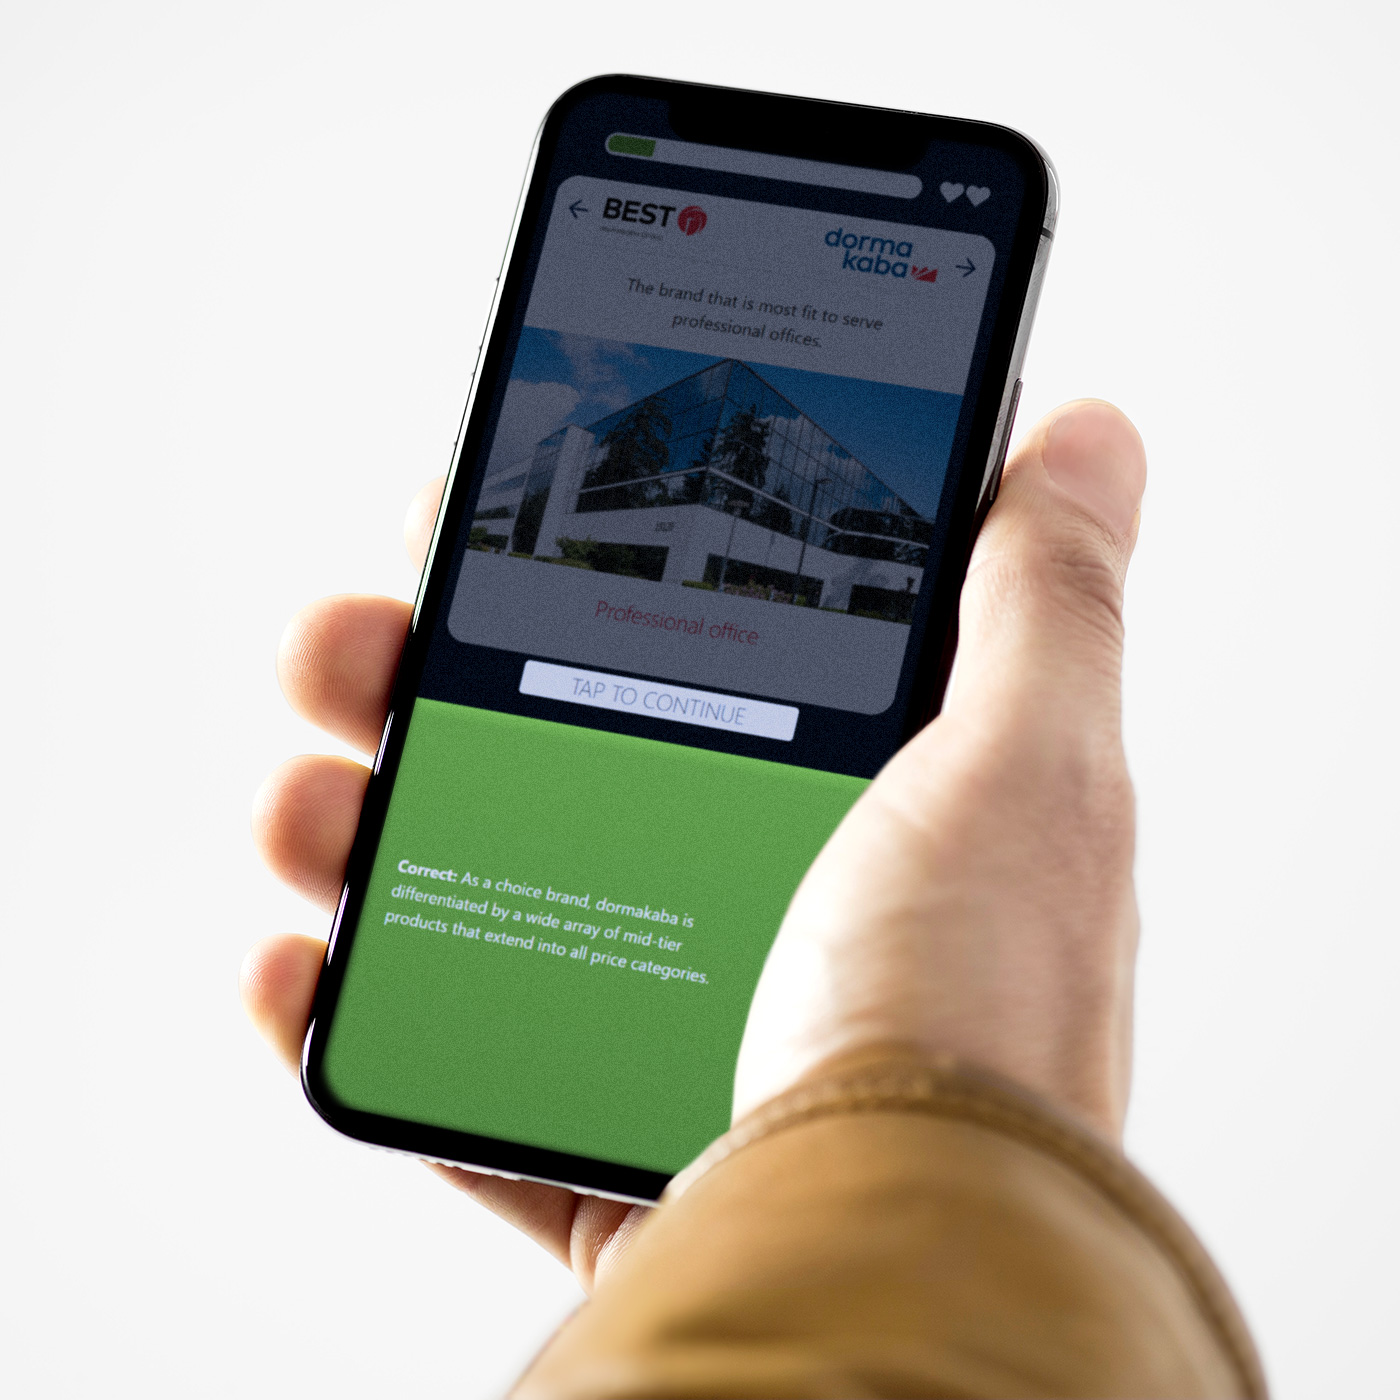 BEST
dorma
kaba
The brand that is most fit to serve
professional offices.
Professional office
TAP TO CONTINUE
Correct: As a choice brand, dormakaba is
differentiated by a wide array of mid-tier
products that extend into all price categories.